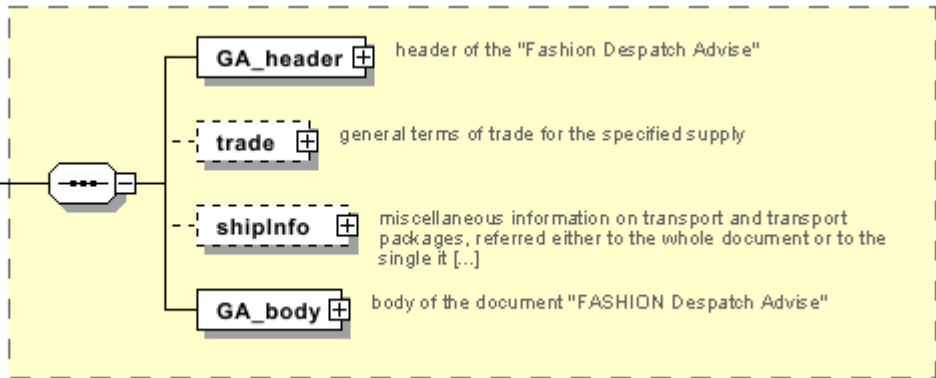 GA_header
header of the "Fashion Despatch Advise"
trade
general terms of trade for the specified supply
shipInfo
miscellaneous information on transport and transport
packages, referred either to the whole document or to the
single it [...]
GA_body
body of the document "FASHION Despatch Advise"